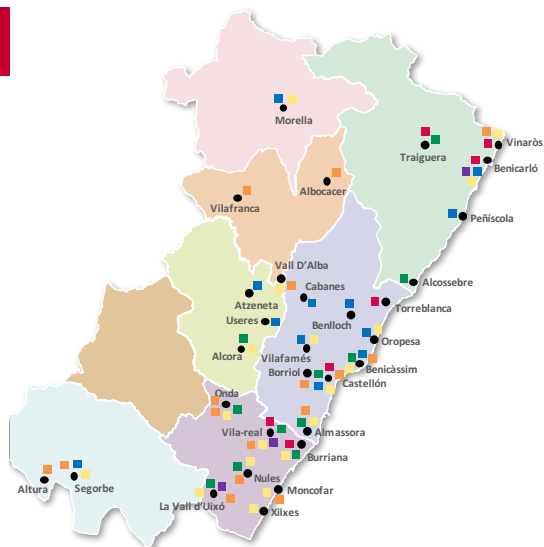 Morella
Vinaròs
Traiguera
Benicarló
Albocacer
Vilafranca
Peñíscola
Vall D'Alba
Cabanes
Alcossebre
Atzeneta
Torreblanca
Useres
Benlloch
Oropesa
Alcora
Vilafamés
Benicàssim
Borriol
Castellón
Onda
Vila-real
Almassora
Burriana
Nules
Altura
Segorbe
Moncofar
La Vall d'Uixó
Xilxes